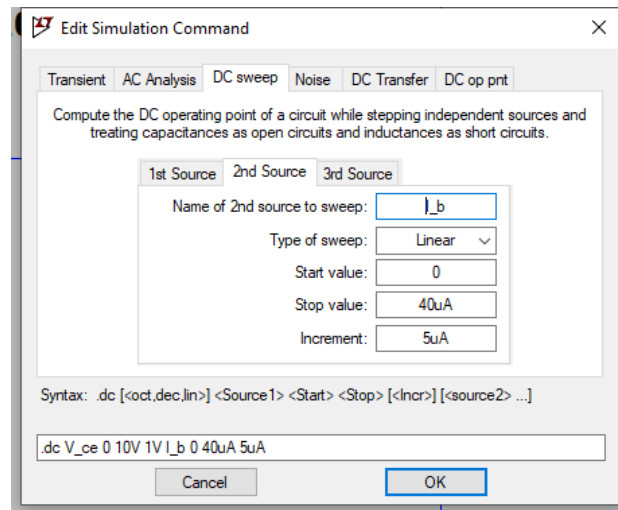 Edit Simulation Command
Transient AC Analysis DC sweep Noise DC Transfer DC op pnt
Compute the DC operating point of a circuit while stepping independent sources and
treating capacitances as open circuits and inductances as short circuits.
1st Source 2nd Source 3rd Source
Name of 2nd source to sweep: I_b
Type of sweep: Linear
Start value: 0
Stop value: 40uA
Increment: 5uA
Syntax: .dc [<oct,dec,lin>] <Source1> <Start> <Stop> [<Incr>] [<source2> ...]
.dc V_ce 0 10V 1V I_b 0 40uA 5uA
Cancel OK